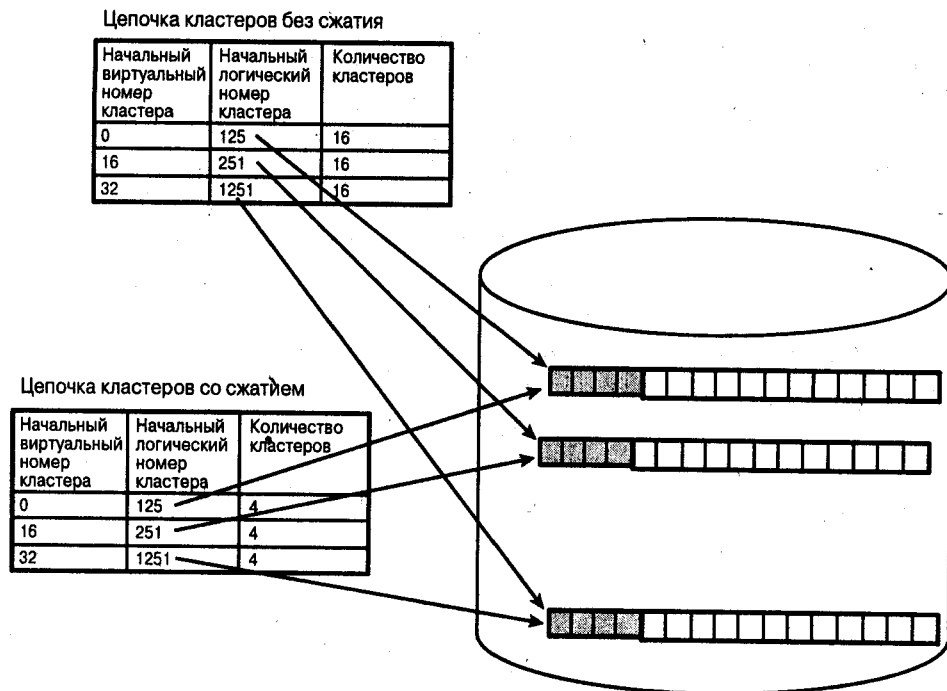 Цепочка кластеров без сжатия
Начальный виртуальный номер кластера
Начальный логический номер кластера
Количество кластеров
0 125 16
16 251 16
32 1251 16
Цепочка кластеров со сжатием
Начальный виртуальный номер кластера
Начальный логический номер кластера
Количество кластеров
0 125 4
16 251 4
32 1251 4